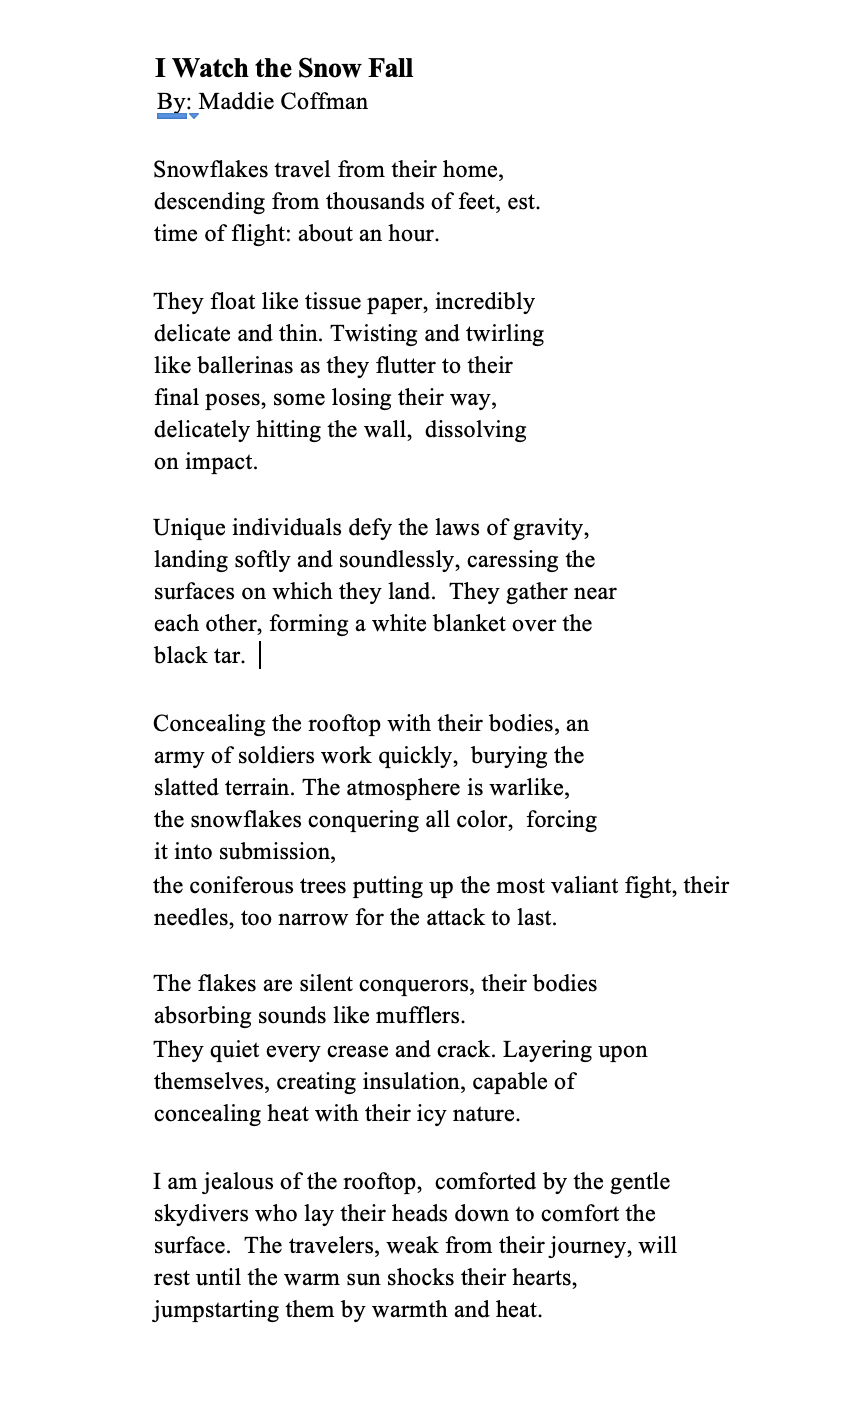 I Watch the Snow Fall
By: Maddie Coffman
Snowflakes travel from their home,
descending from thousands of feet, est.
time of flight: about an hour.
They float like tissue paper, incredibly
delicate and thin. Twisting and twirling
like ballerinas as they flutter to their
final poses, some losing their way,
delicately hitting the wall,  dissolving
on impact.
Unique individuals defy the laws of gravity,
landing softly and soundlessly, caressing the
surfaces on which they land.  They gather near
each other, forming a white blanket over the
black tar.
Concealing the rooftop with their bodies, an
army of soldiers work quickly,  burying the
slatted terrain. The atmosphere is warlike,
the snowflakes conquering all color,  forcing
it into submission,
the coniferous trees putting up the most valiant fight, their
needles, too narrow for the attack to last.
The flakes are silent conquerors, their bodies
absorbing sounds like mufflers.
They quiet every crease and crack. Layering upon
themselves, creating insulation, capable of
concealing heat with their icy nature.
I am jealous of the rooftop,  comforted by the gentle
skydivers who lay their heads down to comfort the
surface.  The travelers, weak from their journey, will
rest until the warm sun shocks their hearts,
jumpstarting them by warmth and heat.